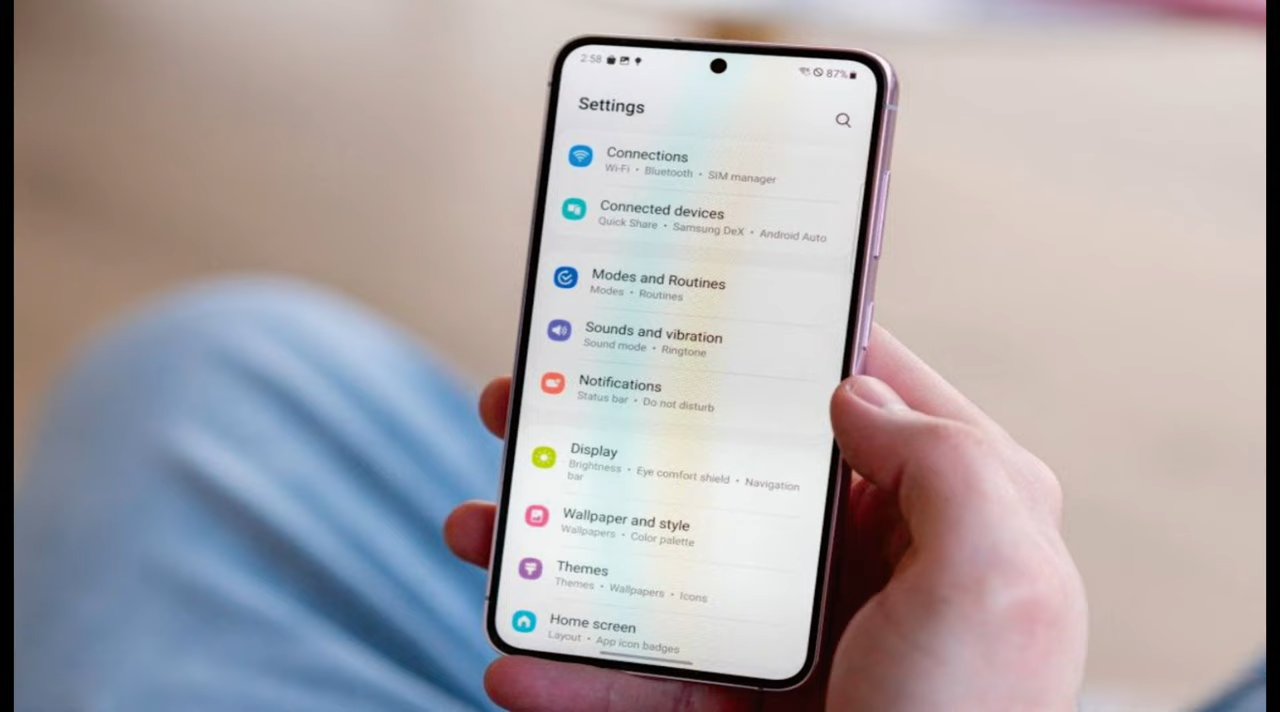 2:58 87%
Settings
Connections
Wi-Fi • Bluetooth • SIM manager
Connected devices
Quick Share • Samsung DeX • Android Auto
Modes and Routines
Modes • Routines
Sounds and vibration
Sound mode • Ringtone
Notifications
Status bar • Do not disturb
Display
Brightness • Eye comfort shield • Navigation
bar
Wallpaper and style
Wallpapers • Color palette
Themes
Themes • Wallpapers • Icons
Home screen
Layout • App icon badges